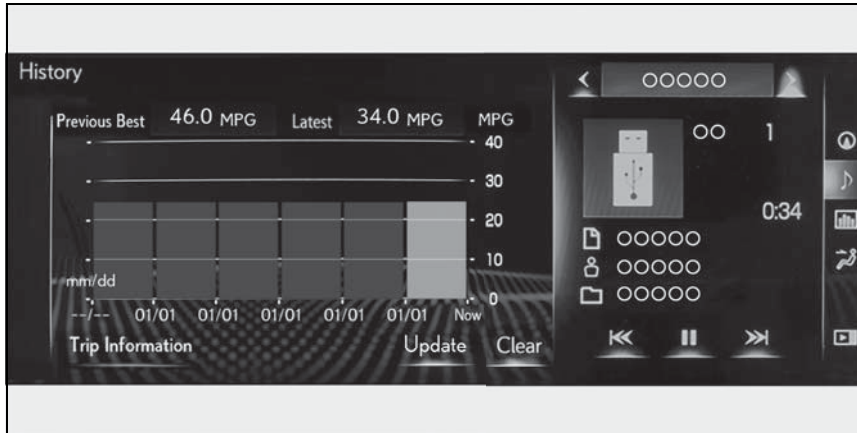 History
Previous Best 46.0 MPG Latest 34.0 MPG MPG
40
30
20
10
0
mm/dd
--/-- 01/01 01/01 01/01 01/01 01/01 Now
Trip Information Update Clear
OOOOO
OO 1
0:34
OOOOO
OOOOO
OOOOO